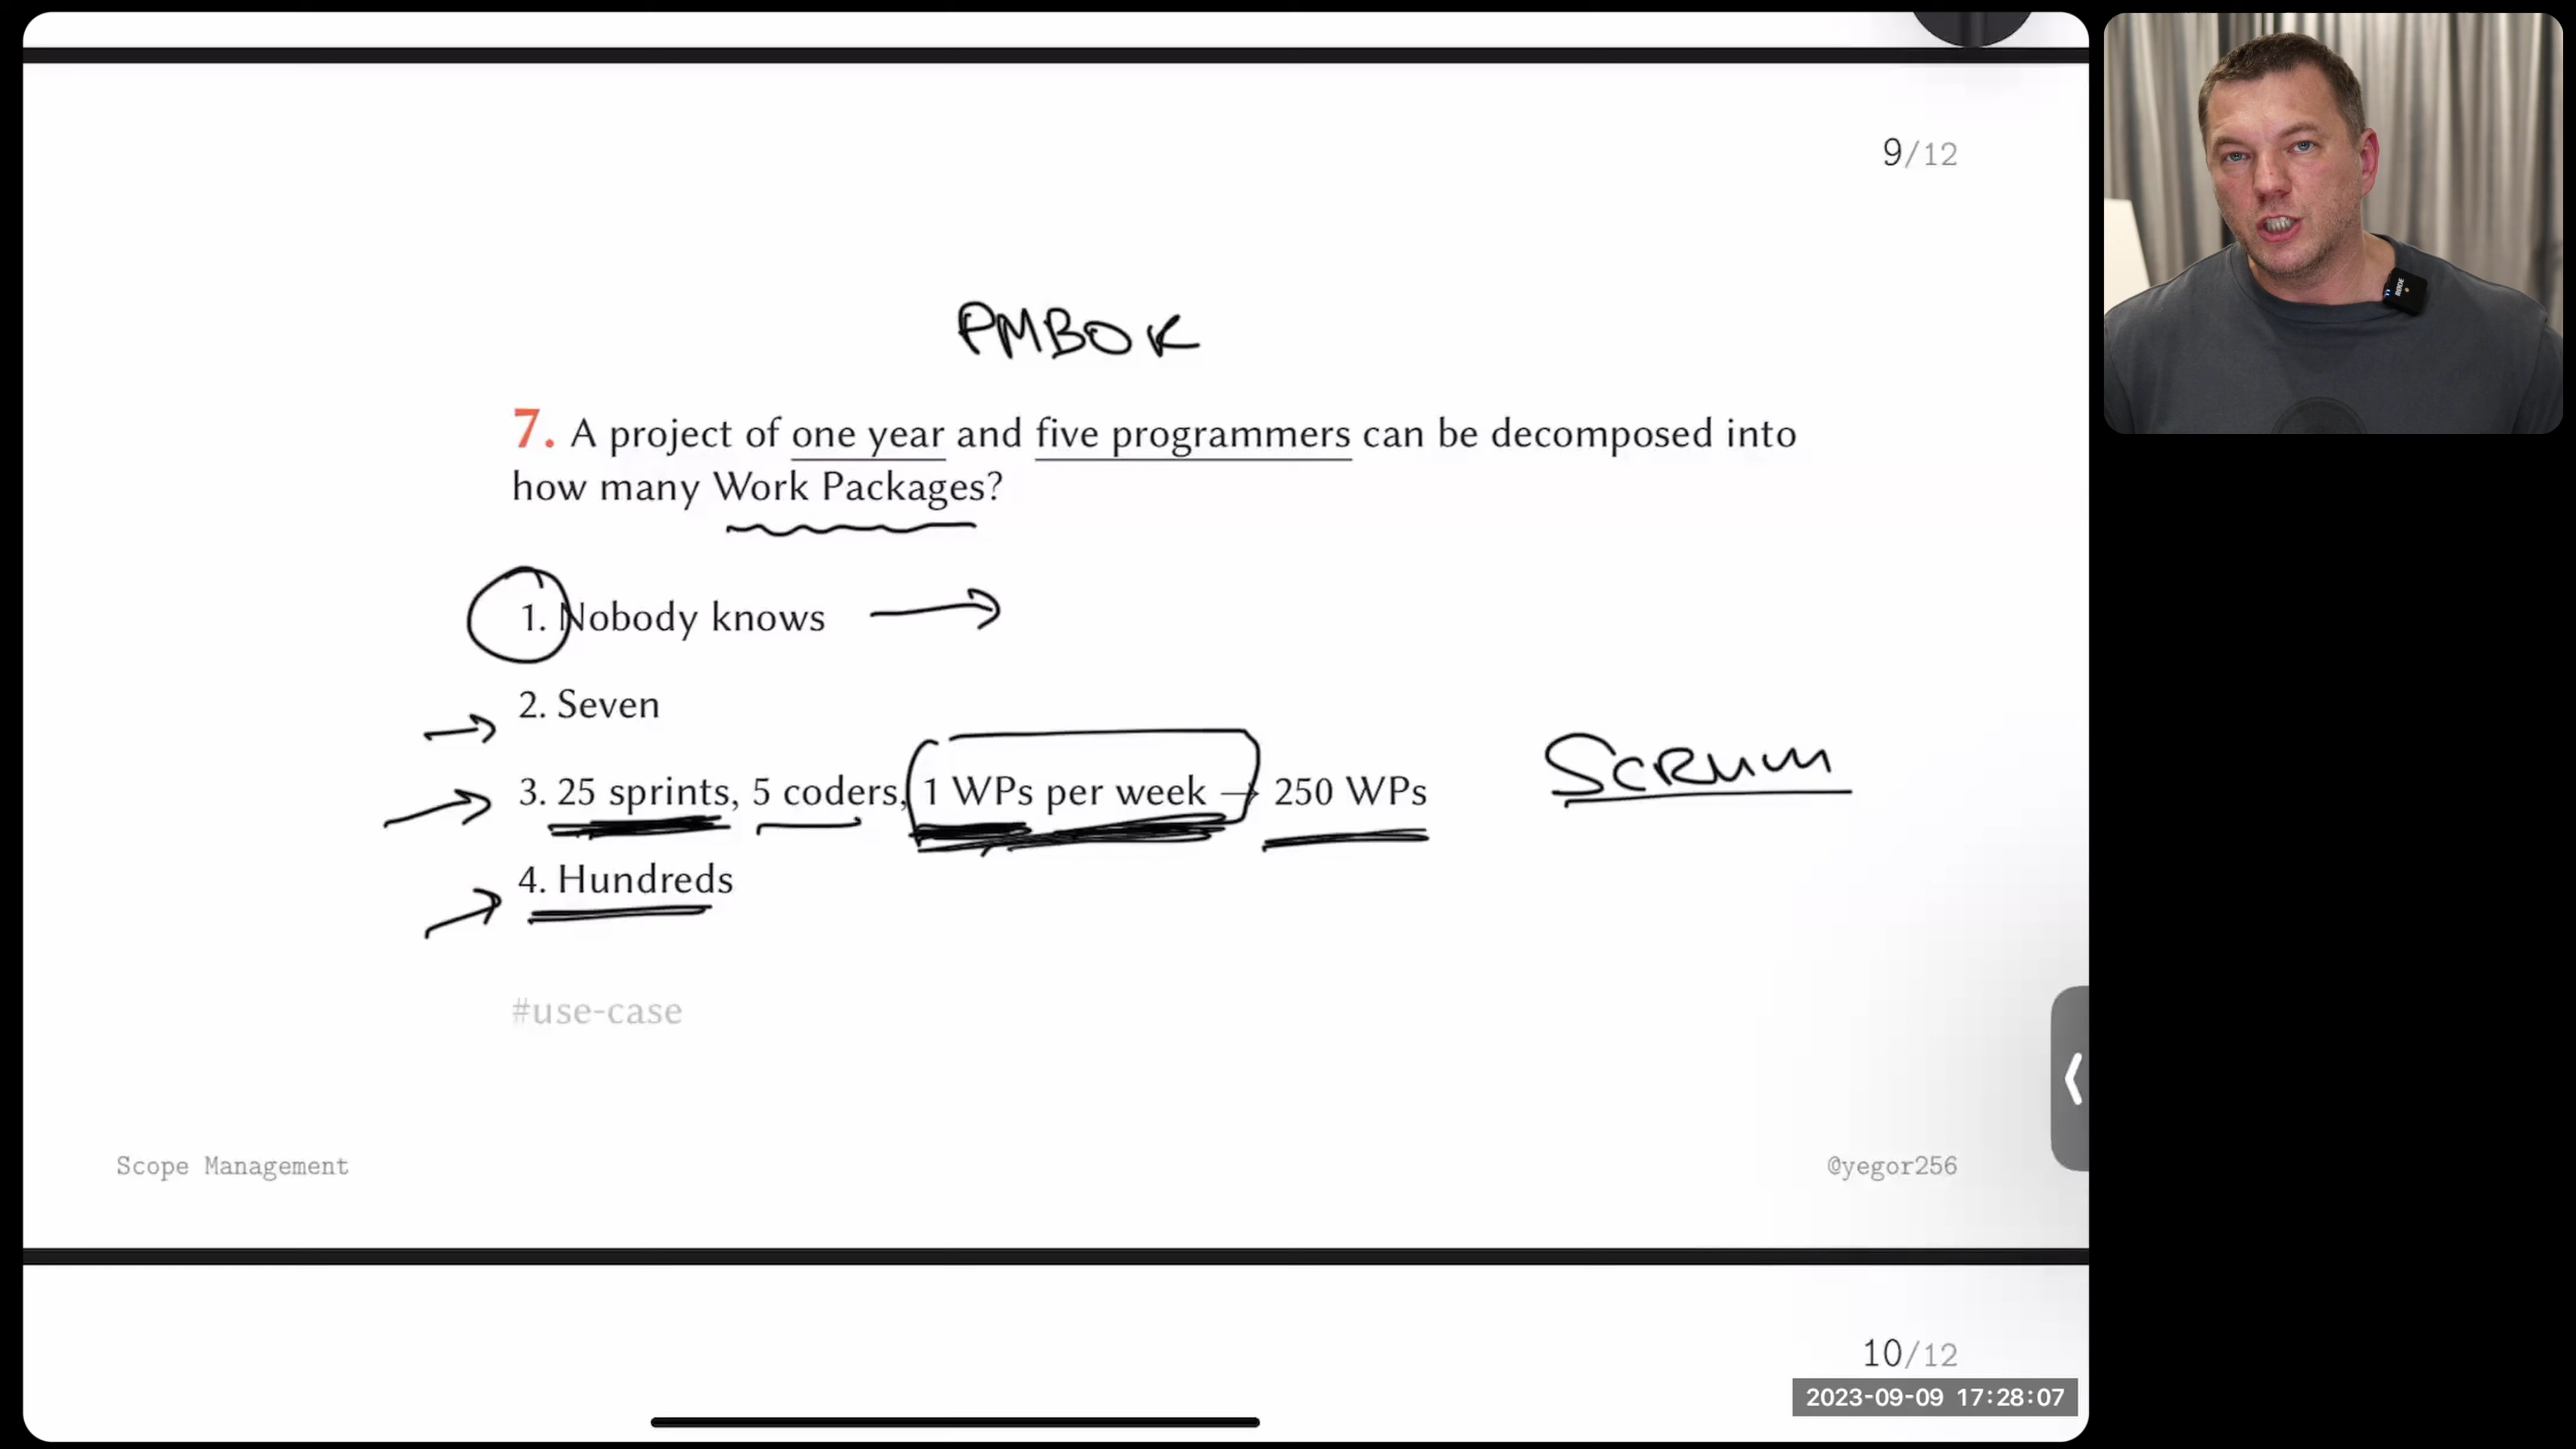 9/12
PMBOK
7. A project of one year and five programmers can be decomposed into
how many Work Packages?
1. Nobody knows
2. Seven
3. 25 sprints, 5 coders, 1 WPs per week → 250 WPs
SCRUM
4. Hundreds
#use-case
Scope Management
@yegor256
10/12
2023-09-09 17:28:07